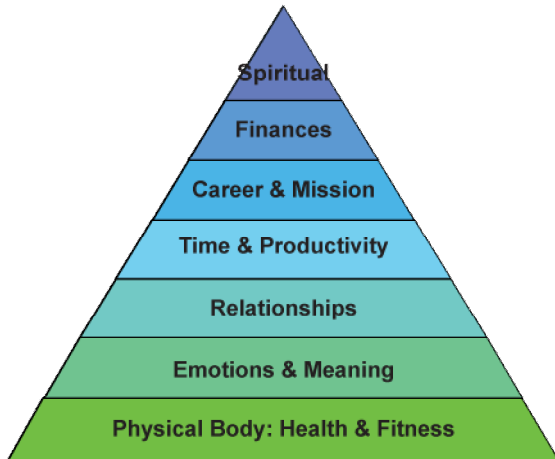 Spiritual
Finances
Career & Mission
Time & Productivity
Relationships
Emotions & Meaning
Physical Body: Health & Fitness